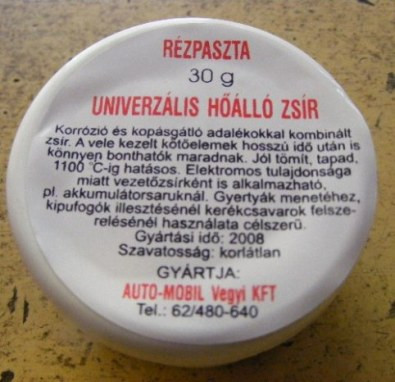 RÉZPASZTA
30 g
UNIVERZÁLIS HŐÁLLÓ ZSÍR
Korrózió és kopásgátló adalékokkal kombinált
zsír. A vele kezelt kötőelemek hosszú idő után is
könnyen bonthatók maradnak. Jól tömít, tapad,
1100 °C-ig hatásos. Elektromos tulajdonsága
miatt vezetőzsírként is alkalmazható,
pl. akkumulátorsaruknál. Gyertyák menetéhez,
kipufogók illesztésénél kerékcsavarok felsze-
relésénél használata célszerű.
Gyártási idő: 2008
Szavatosság: korlátlan
GYÁRTJA:
AUTO-MOBIL Vegyi KFT
Tel.: 62/480-640